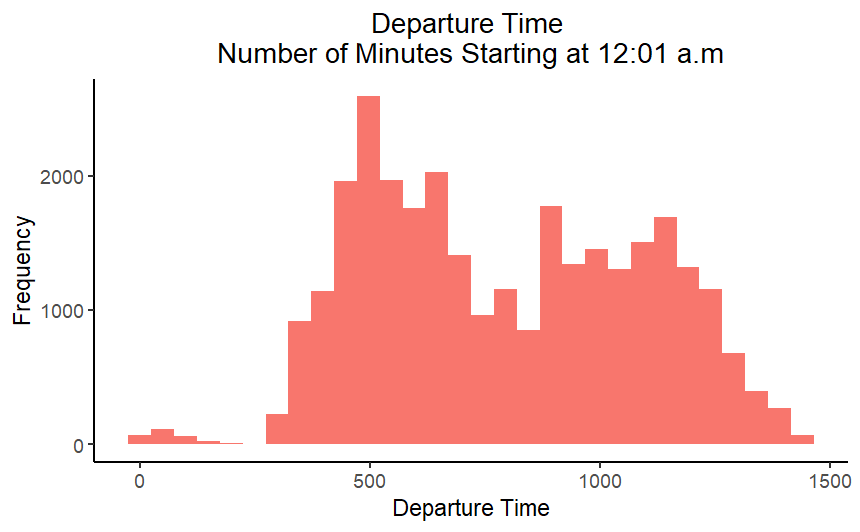 Departure Time
Number of Minutes Starting at 12:01 a.m
Frequency
2000
1000
0
0
500
1000
1500
Departure Time